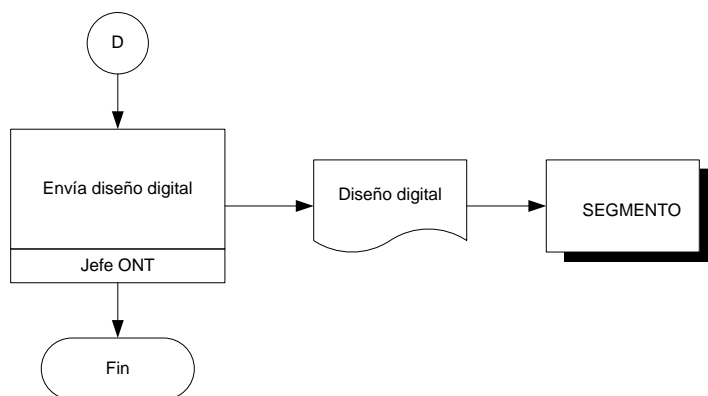 D
Envía diseño digital
Diseño digital
SEGMENTO
Jefe ONT
Fin